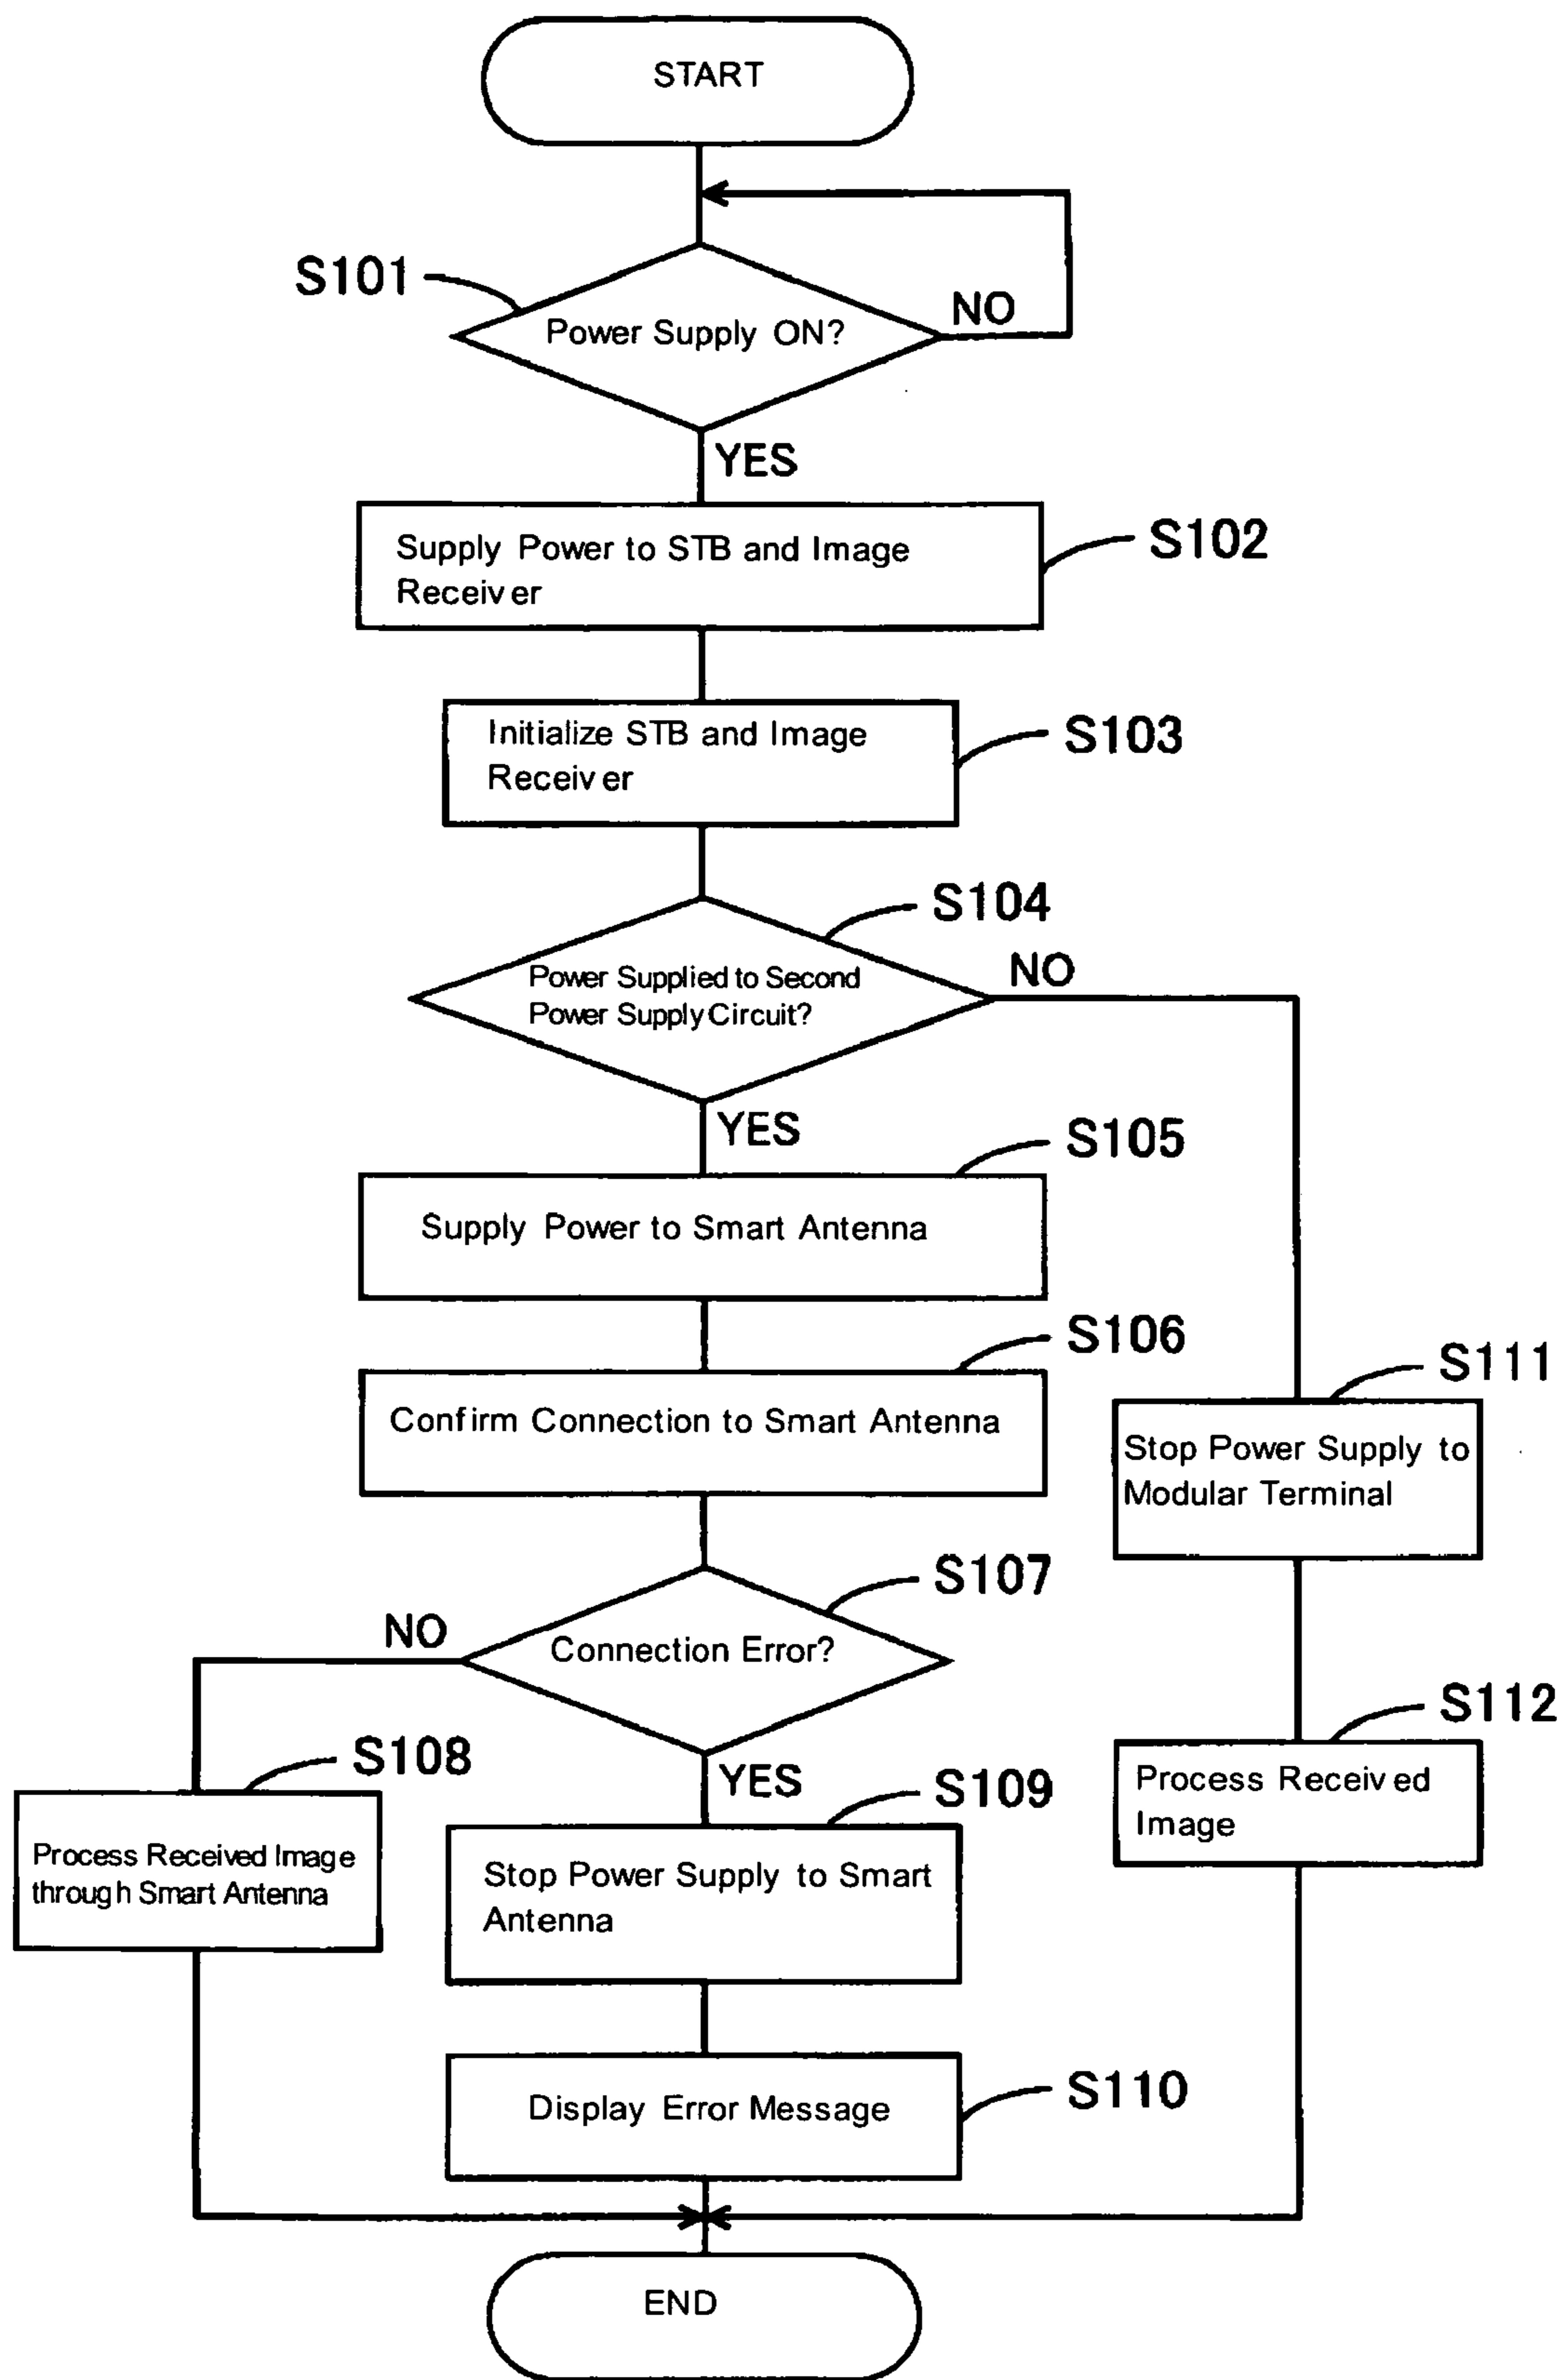 START
S101
Power Supply ON?
NO
YES
Supply Power to STB and Image
Receiver
S102
Initialize STB and Image
Receiver
S103
S104
Power Supplied to Second
Power Supply Circuit?
NO
YES
S105
Supply Power to Smart Antenna
S106
Confirm Connection to Smart Antenna
S111
Stop Power Supply to
Modular Terminal
S107
NO
Connection Error?
S112
Process Received
Image
S108
YES
S109
Process Received Image
through Smart Antenna
Stop Power Supply to Smart
Antenna
S110
Display Error Message
END